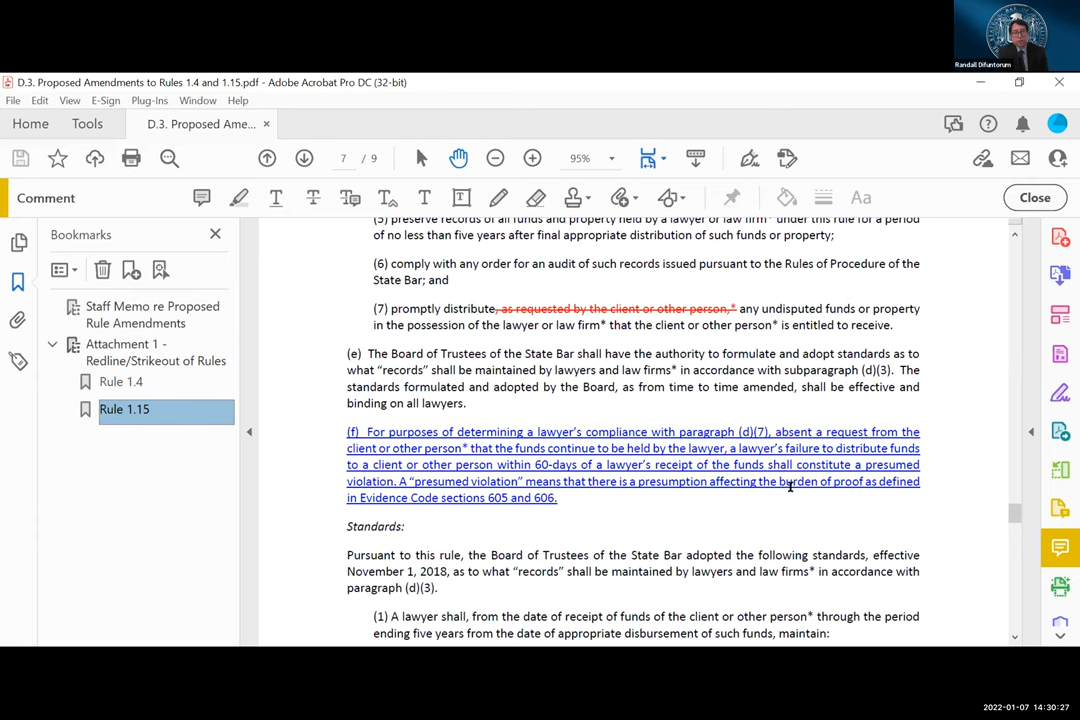 Randall Difuntorum
D.3. Proposed Amendments to Rules 1.4 and 1.15.pdf - Adobe Acrobat Pro DC (32-bit)
File Edit View E-Sign Plug-Ins Window Help
Home Tools D.3. Proposed Ame... ×
7 / 9 95%
Comment
T T T T T Aa Close
Bookmarks
Staff Memo re Proposed
Rule Amendments
Attachment 1 -
Redline/Strikeout of Rules
Rule 1.4
Rule 1.15
(5) preserve records of all funds and property held by a lawyer or law firm* under this rule for a period
of no less than five years after final appropriate distribution of such funds or property;
(6) comply with any order for an audit of such records issued pursuant to the Rules of Procedure of the
State Bar; and
(7) promptly distribute, as requested by the client or other person,* any undisputed funds or property
in the possession of the lawyer or law firm* that the client or other person* is entitled to receive.
(e) The Board of Trustees of the State Bar shall have the authority to formulate and adopt standards as to
what “records” shall be maintained by lawyers and law firms* in accordance with subparagraph (d)(3). The
standards formulated and adopted by the Board, as from time to time amended, shall be effective and
binding on all lawyers.
(f) For purposes of determining a lawyer’s compliance with paragraph (d)(7), absent a request from the
client or other person* that the funds continue to be held by the lawyer, a lawyer’s failure to distribute funds
to a client or other person within 60-days of a lawyer’s receipt of the funds shall constitute a presumed
violation. A “presumed violation” means that there is a presumption affecting the burden of proof as defined
in Evidence Code sections 605 and 606.
Standards:
Pursuant to this rule, the Board of Trustees of the State Bar adopted the following standards, effective
November 1, 2018, as to what “records” shall be maintained by lawyers and law firms* in accordance with
paragraph (d)(3).
(1) A lawyer shall, from the date of receipt of funds of the client or other person* through the period
ending five years from the date of appropriate disbursement of such funds, maintain:
2022-01-07 14:30:27